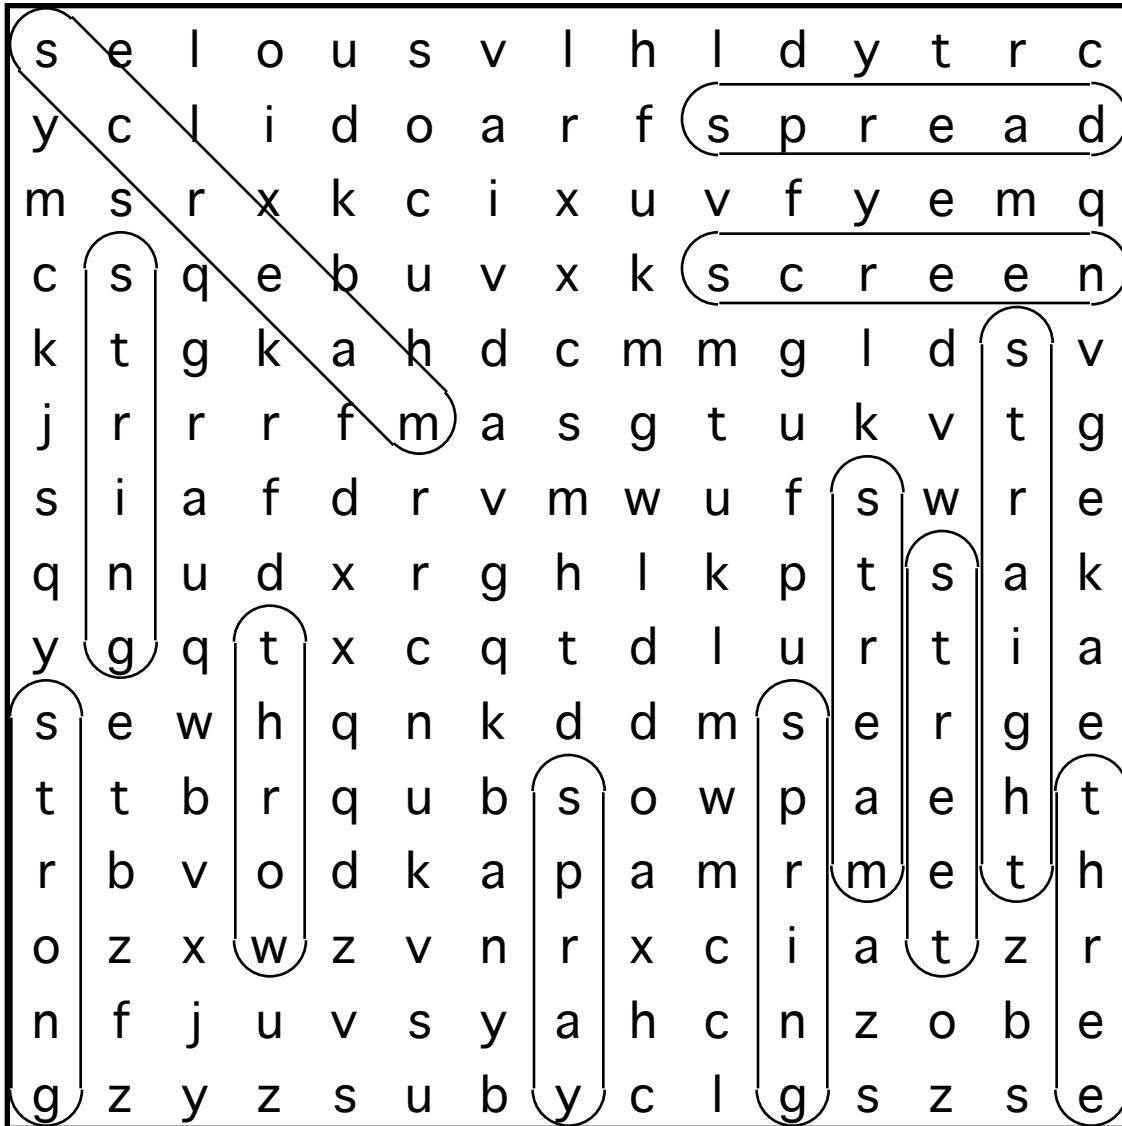 s e l o u s v l h l d y t r c
y c l i d o a r f s p r e a d
m s r x k c i x u v f y e m q
c s q e b u v x k s c r e e n
k t g k a h d c m m g l d s v
j r r r f m a s g t u k v t g
s i a f d r v m w u f s w r e
q n u d x r g h l k p t s a k
y g q t x c q t d l u r t i a
s e w h q n k d d m s e r g e
t t b r q u b s o w p a e h t
r b v o d k a p a m r m e t h
o z x w z v n r x c i a t z r
n f j u v s y a h c n z o b e
g z y z s u b y c l g s z s e